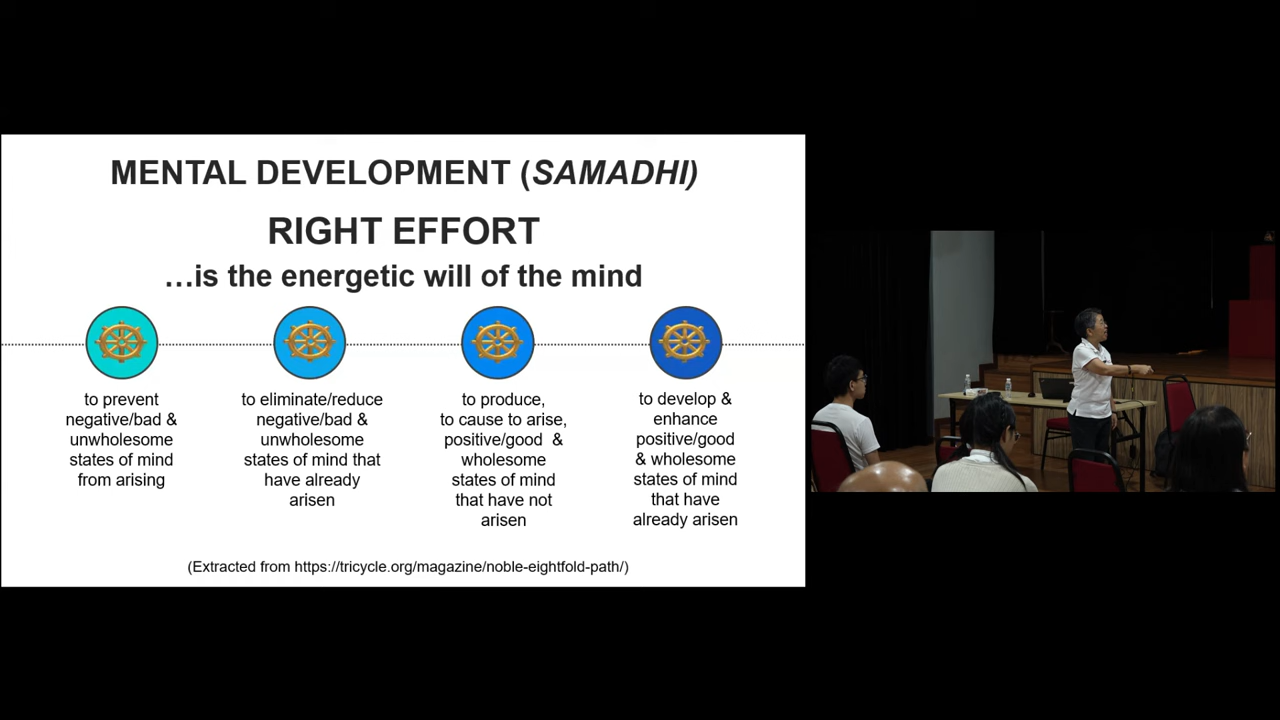 MENTAL DEVELOPMENT (SAMADHI)
RIGHT EFFORT
…is the energetic will of the mind
to prevent
negative/bad &
unwholesome
states of mind
from arising
to eliminate/reduce
negative/bad &
unwholesome
states of mind that
have already
arisen
to produce,
to cause to arise,
positive/good &
wholesome
states of mind
that have not
arisen
to develop &
enhance
positive/good
& wholesome
states of mind
that have
already arisen
(Extracted from https://tricycle.org/magazine/noble-eightfold-path/)